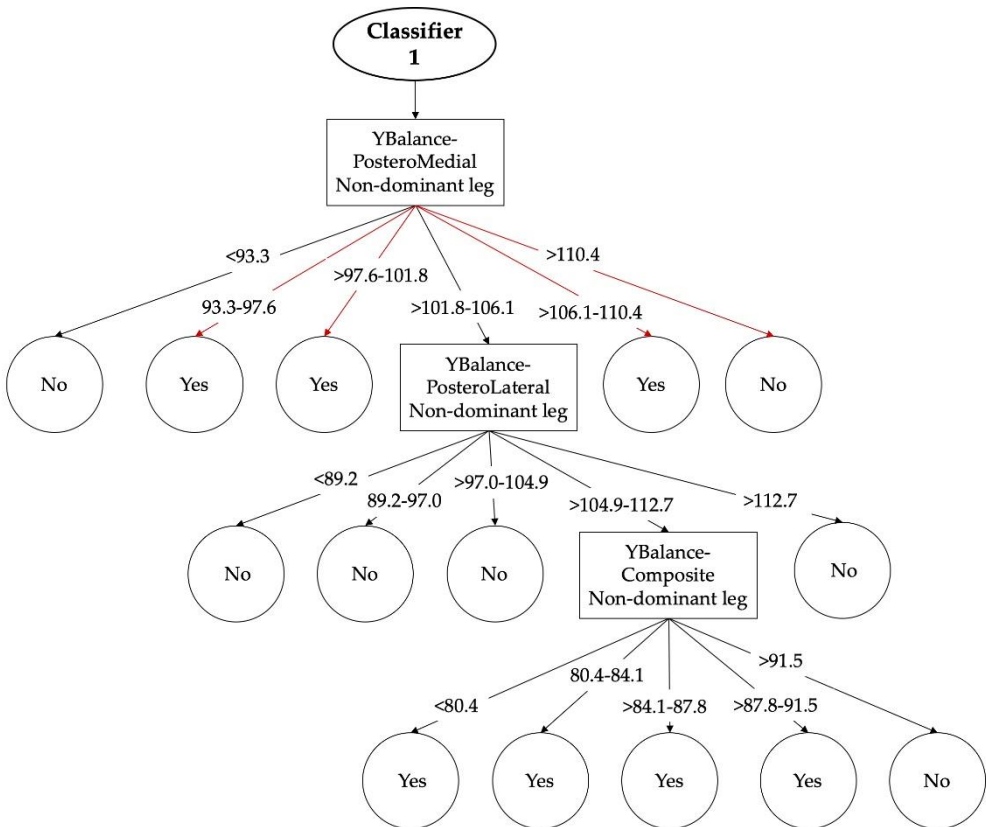 Classifier
1
YBalance-
PosteroMedial
Non-dominant leg
<93.3
93.3-97.6
>97.6-101.8
>101.8-106.1
>106.1-110.4
>110.4
No
Yes
Yes
YBalance-
PosteroLateral
Non-dominant leg
Yes
No
<89.2
89.2-97.0
>97.0-104.9
>104.9-112.7
>112.7
No
No
No
YBalance-
Composite
Non-dominant leg
No
<80.4
80.4-84.1
>84.1-87.8
>87.8-91.5
>91.5
Yes
Yes
Yes
Yes
No